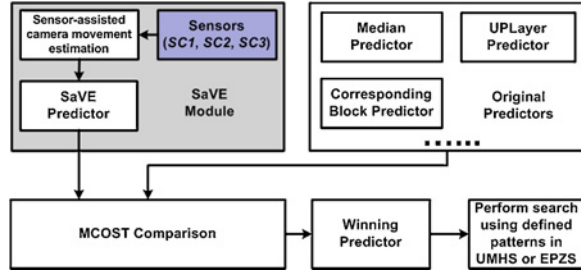 Sensor-assisted
camera movement
estimation
Sensors
(SC1, SC2, SC3)
SaVE
Predictor
SaVE
Module
Median
Predictor
UPLayer
Predictor
Corresponding
Block Predictor
Original
Predictors
......
MCOST Comparison
Winning
Predictor
Perform search
using defined
patterns in
UMHS or EPZS